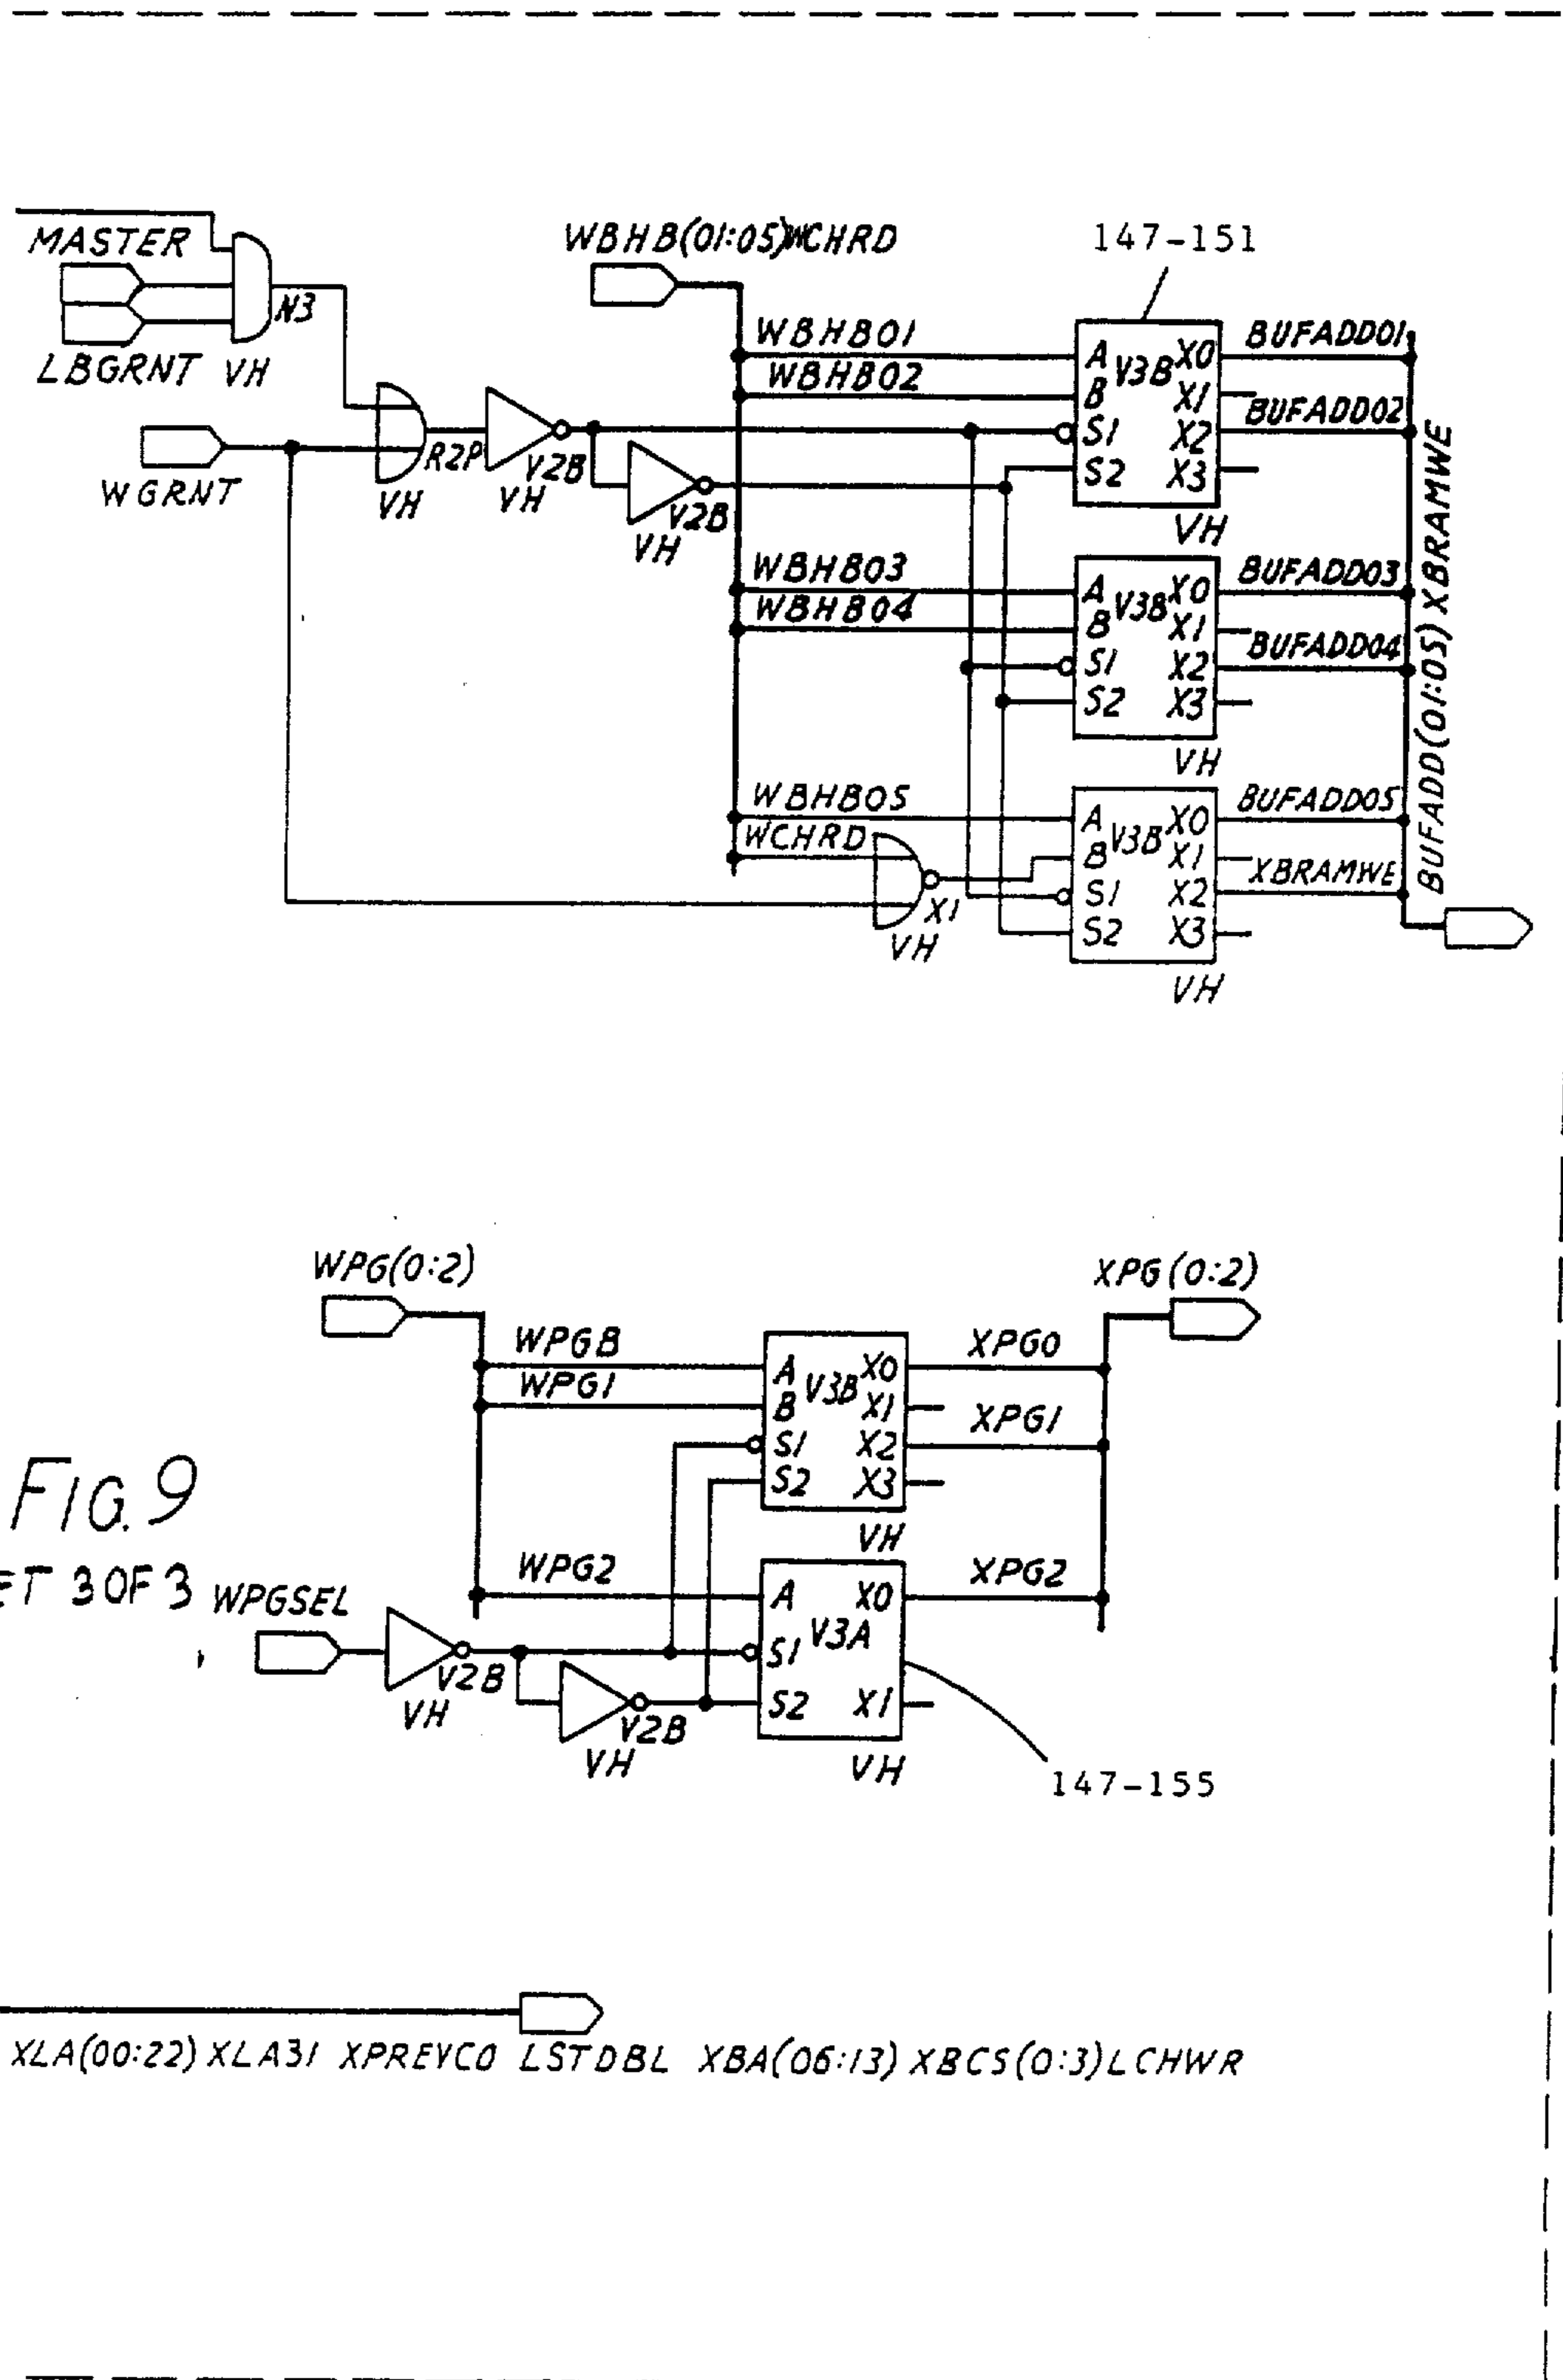 MASTER
N3
LBGRNT VH
WGRNT
R2P
VH
V2B
VH
V2B
VH
WBHB(01:05)WCHRD
147-151
WBHB01
WBHB02
A X0
V3B
B X1
S1 X2
S2 X3
VH
BUFADD01
BUFADD02
WBHB03
WBHB04
A X0
V3B
B X1
S1 X2
S2 X3
VH
BUFADD03
BUFADD04
WBHB05
WCHRD
X1
VH
A X0
V3B
B X1
S1 X2
S2 X3
VH
BUFADD05
XBRAMWE
BUFADD(01:05) XBRAMWE
WPG(0:2)
XPG(0:2)
WPGB
WPG1
A X0
V3B
B X1
S1 X2
S2 X3
VH
XPG0
XPG1
FIG. 9
ET 3 OF 3
WPGSEL
V2B
VH
V2B
VH
WPG2
A X0
V3A
S1
S2 X1
VH
XPG2
147-155
XLA(00:22) XLA31 XPREVCO LSTDBL XBA(06:13) XBCS(0:3) LCHWR